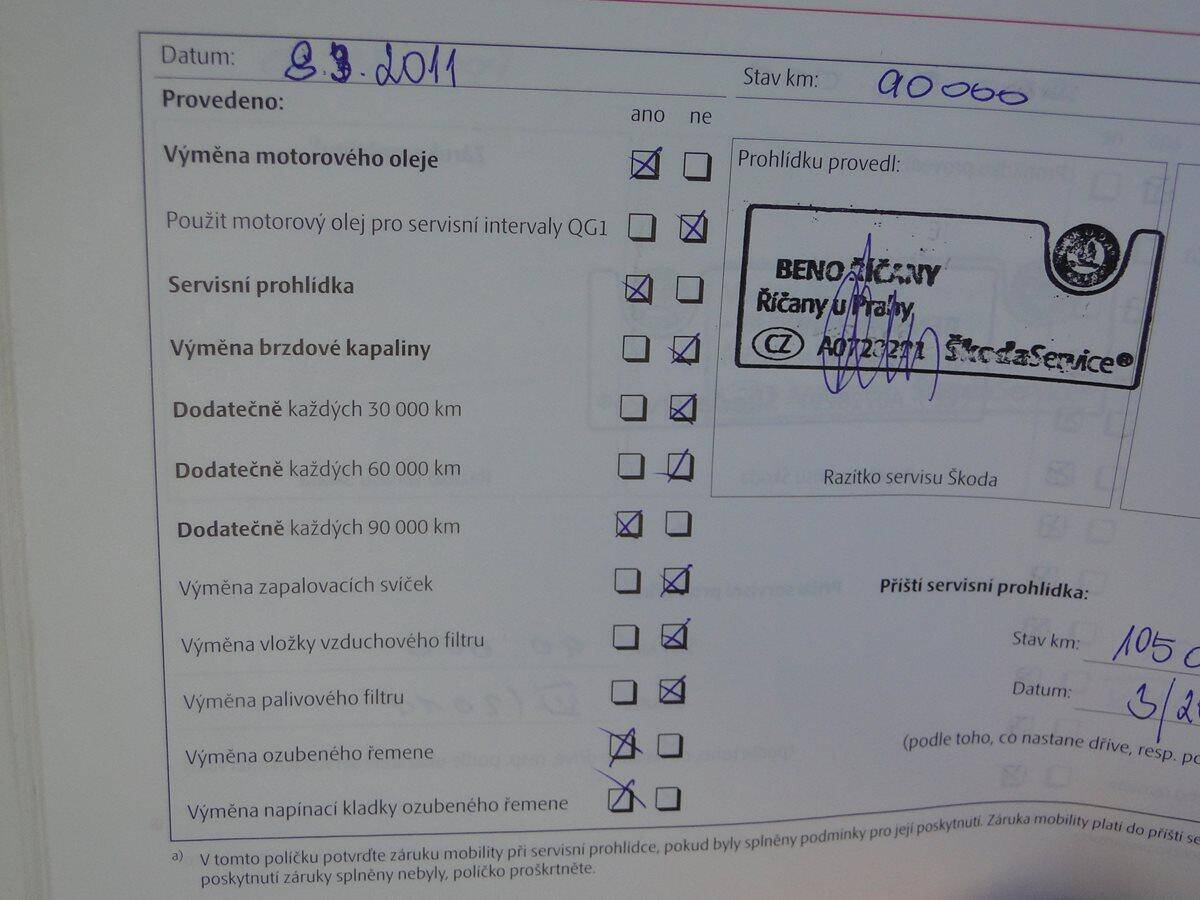 Datum: 8.3.2011
Stav km: 90000
Provedeno:
ano ne
Výměna motorového oleje
Použit motorový olej pro servisní intervaly QG1
Servisní prohlídka
Výměna brzdové kapaliny
Dodatečně každých 30 000 km
Dodatečně každých 60 000 km
Dodatečně každých 90 000 km
Výměna zapalovacích svíček
Výměna vložky vzduchového filtru
Výměna palivového filtru
Výměna ozubeného řemene
Výměna napínací kladky ozubeného řemene
Prohlídku provedl:
BENO ŘÍČANY
Říčany u Prahy
CZ ŠkodaService®
Razítko servisu Škoda
Příští servisní prohlídka:
Stav km: 105 0
Datum: 3/2
(podle toho, co nastane dříve, resp.
a) V tomto políčku potvrďte záruku mobility při servisní prohlídce, pokud byly splněny podmínky pro její poskytnutí. Záruka mobility platí do příští
poskytnutí záruky splněny nebyly, políčko proškrtněte.